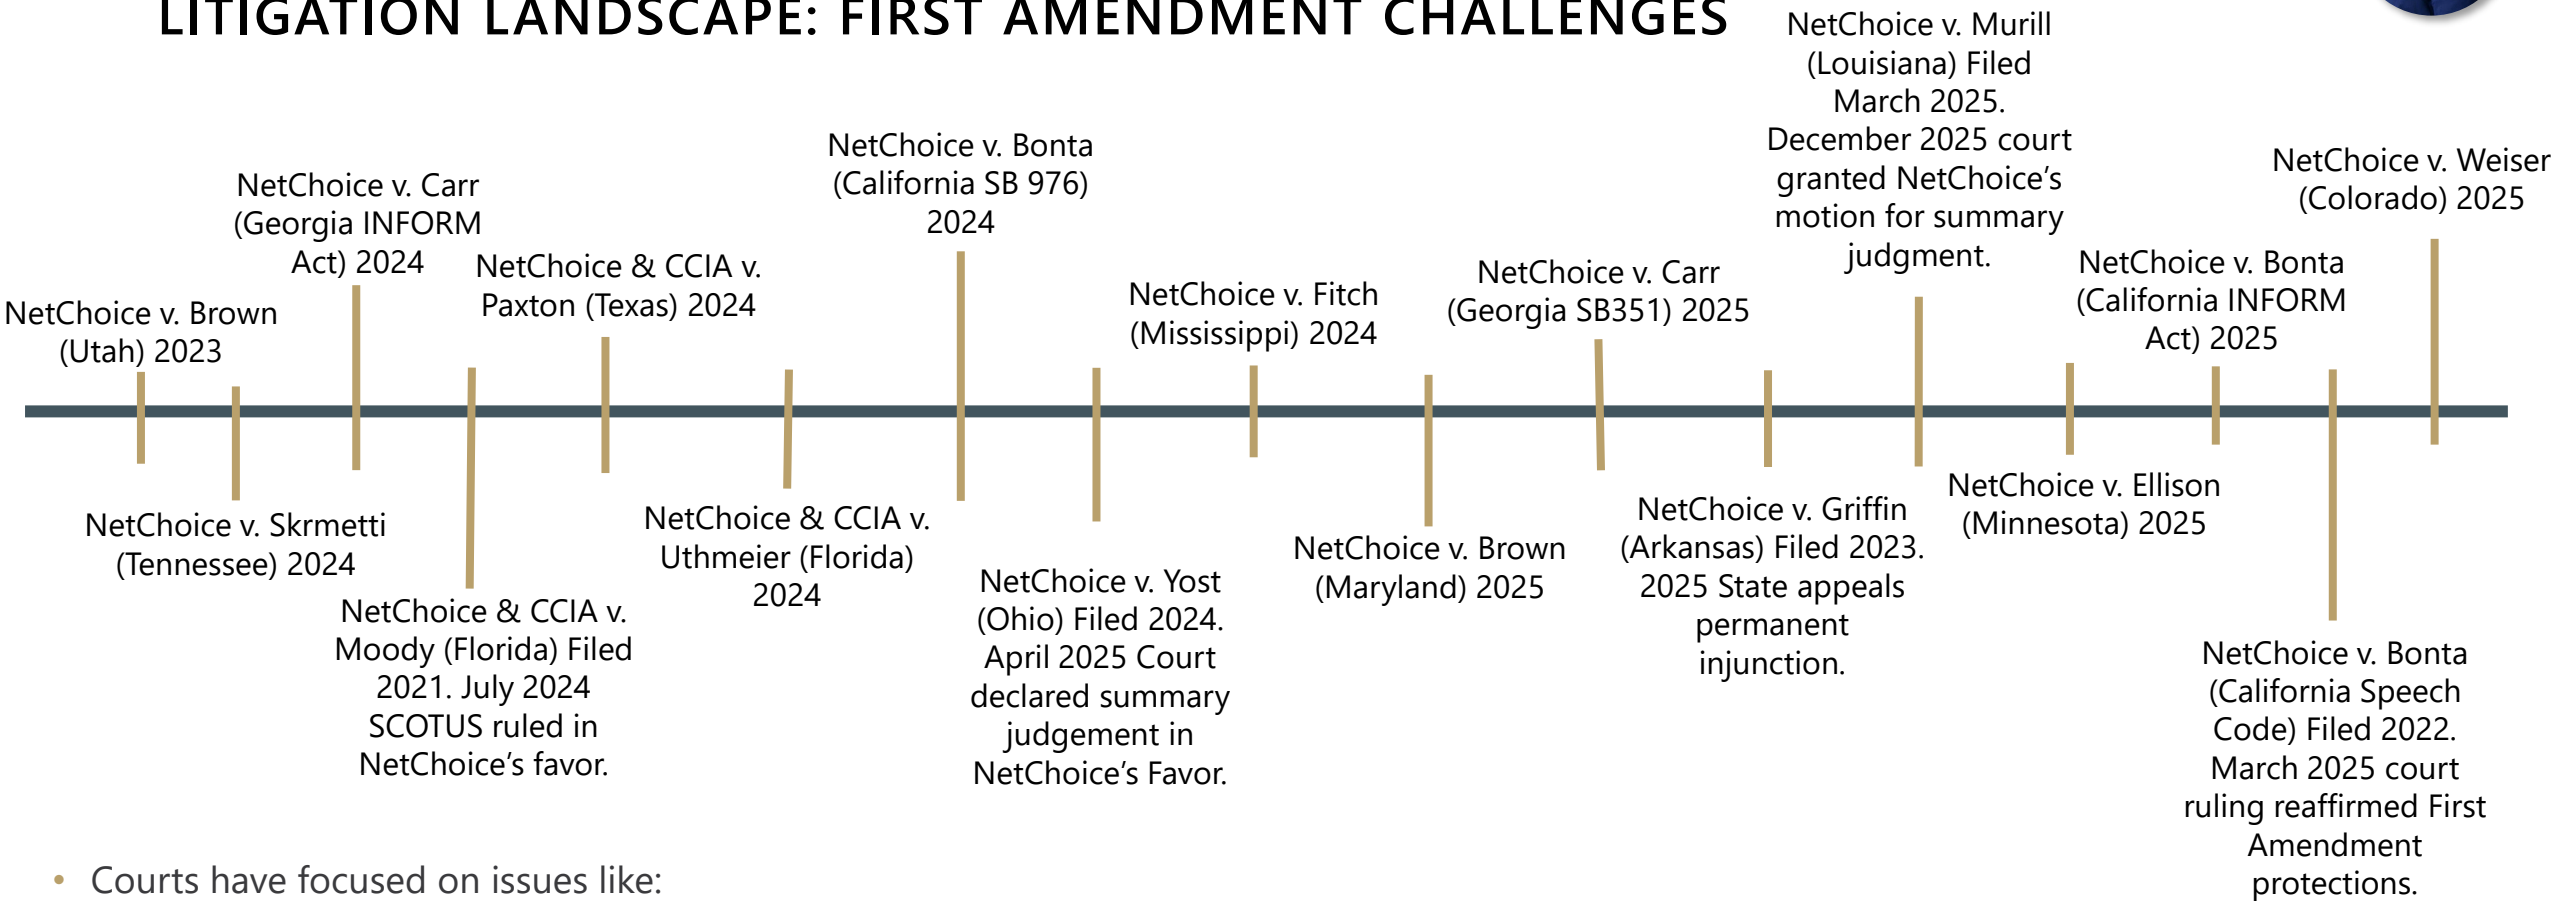 LITIGATION LANDSCAPE: FIRST AMENDMENT CHALLENGES
NetChoice v. Brown
(Utah) 2023
NetChoice v. Skrmetti
(Tennessee) 2024
NetChoice v. Carr
(Georgia INFORM
Act) 2024
NetChoice & CCIA v.
Moody (Florida) Filed
2021. July 2024
SCOTUS ruled in
NetChoice’s favor.
NetChoice & CCIA v.
Paxton (Texas) 2024
NetChoice & CCIA v.
Uthmeier (Florida)
2024
NetChoice v. Bonta
(California SB 976)
2024
NetChoice v. Yost
(Ohio) Filed 2024.
April 2025 Court
declared summary
judgement in
NetChoice’s Favor.
NetChoice v. Fitch
(Mississippi) 2024
NetChoice v. Brown
(Maryland) 2025
NetChoice v. Carr
(Georgia SB351) 2025
NetChoice v. Griffin
(Arkansas) Filed 2023.
2025 State appeals
permanent
injunction.
NetChoice v. Murill
(Louisiana) Filed
March 2025.
December 2025 court
granted NetChoice’s
motion for summary
judgment.
NetChoice v. Ellison
(Minnesota) 2025
NetChoice v. Bonta
(California INFORM
Act) 2025
NetChoice v. Bonta
(California Speech
Code) Filed 2022.
March 2025 court
ruling reaffirmed First
Amendment
protections.
NetChoice v. Weiser
(Colorado) 2025
• Courts have focused on issues like: